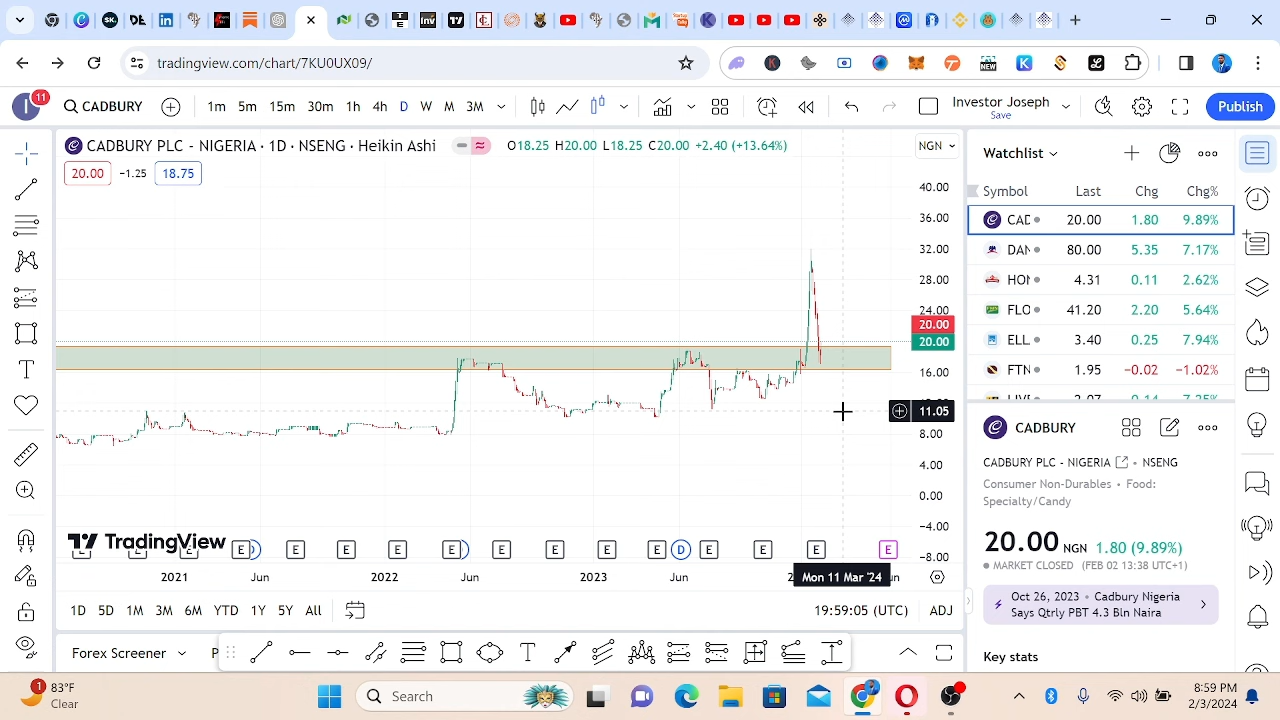 tradingview.com/chart/7KU0UX09/
11
CADBURY
1m 5m 15m 30m 1h 4h D W M 3M
Investor Joseph
Save
Publish
CADBURY PLC - NIGERIA · 1D · NSENG · Heikin Ashi
O18.25 H20.00 L18.25 C20.00 +2.40 (+13.64%)
NGN
20.00 −1.25 18.75
40.00
36.00
32.00
28.00
24.00
20.00
20.00
16.00
11.05
8.00
4.00
0.00
−4.00
−8.00
TradingView
E E E E E E E E E E D E E E E
2021 Jun 2022 Jun 2023 Jun
Mon 11 Mar '24
1D 5D 1M 3M 6M YTD 1Y 5Y All
19:59:05 (UTC) ADJ
Forex Screener
Watchlist
Symbol Last Chg Chg%
CAD 20.00 1.80 9.89%
DAN 80.00 5.35 7.17%
HON 4.31 0.11 2.62%
FLO 41.20 2.20 5.64%
ELL 3.40 0.25 7.94%
FTN 1.95 −0.02 −1.02%
CADBURY
CADBURY PLC - NIGERIA • NSENG
Consumer Non-Durables • Food:
Specialty/Candy
20.00 NGN 1.80 (9.89%)
MARKET CLOSED (FEB 02 13:38 UTC+1)
Oct 26, 2023 • Cadbury Nigeria
Says Qtrly PBT 4.3 Bln Naira
Key stats
1
83°F
Clear
Search
8:59 PM
2/3/2024